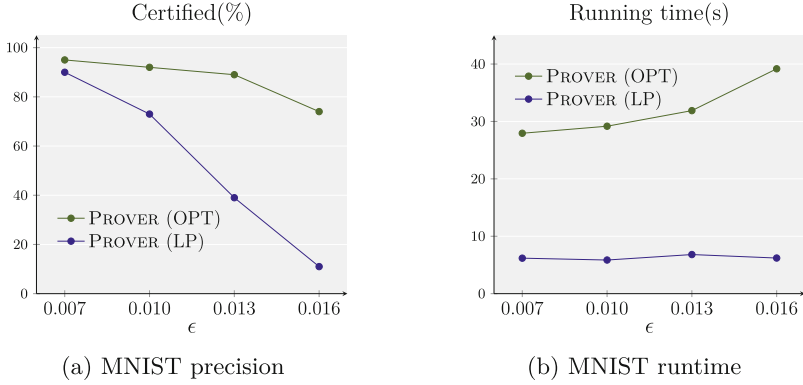 Certified(%)
100
80
60
40
20
0
PROVER (OPT)
PROVER (LP)
0.007 0.010 0.013 0.016
ϵ
(a) MNIST precision
Running time(s)
40
30
20
10
0
PROVER (OPT)
PROVER (LP)
0.007 0.010 0.013 0.016
ϵ
(b) MNIST runtime